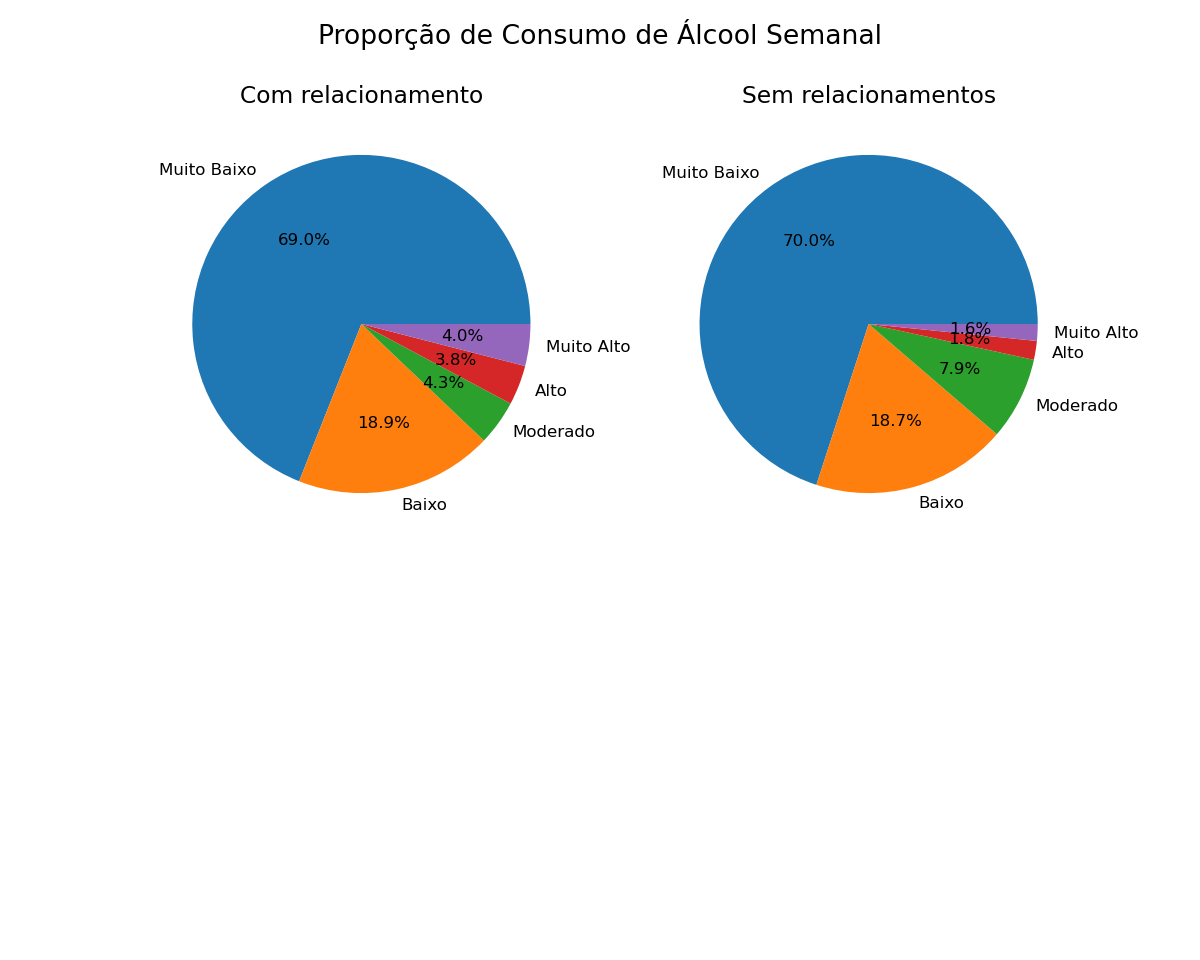 Proporção de Consumo de Álcool Semanal
Com relacionamento
Muito Baixo
69.0%
4.0%
Muito Alto
3.8%
Alto
4.3%
Moderado
18.9%
Baixo
Sem relacionamentos
Muito Baixo
70.0%
1.6%
Muito Alto
1.8%
Alto
7.9%
Moderado
18.7%
Baixo